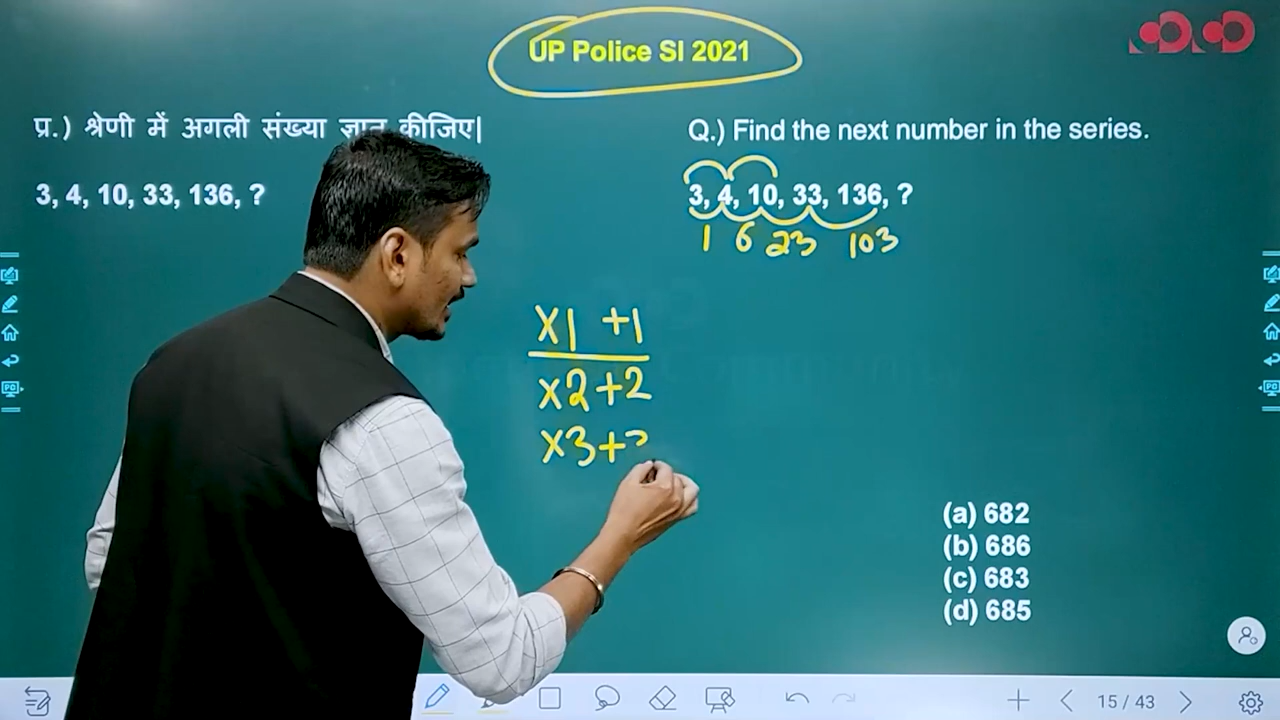 UP Police SI 2021
प्र.) श्रेणी में अगली संख्या ज्ञात कीजिए|
3, 4, 10, 33, 136, ?
Q.) Find the next number in the series.
3, 4, 10, 33, 136, ?
1 6 23 103
x1 +1
x2+2
x3+3
(a) 682
(b) 686
(c) 683
(d) 685
15 / 43